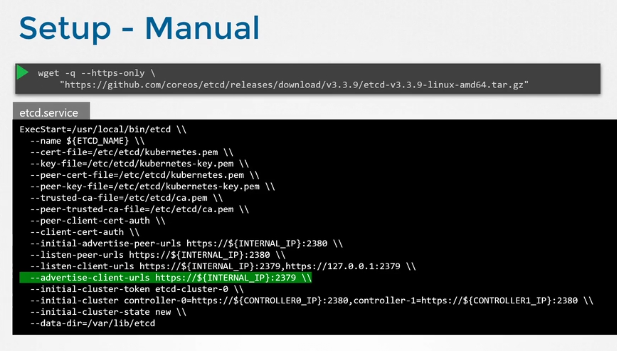 Setup - Manual
wget -q --https-only \
"https://github.com/coreos/etcd/releases/download/v3.3.9/etcd-v3.3.9-linux-amd64.tar.gz"
etcd.service
ExecStart=/usr/local/bin/etcd \\
--name ${ETCD_NAME} \\
--cert-file=/etc/etcd/kubernetes.pem \\
--key-file=/etc/etcd/kubernetes-key.pem \\
--peer-cert-file=/etc/etcd/kubernetes.pem \\
--peer-key-file=/etc/etcd/kubernetes-key.pem \\
--trusted-ca-file=/etc/etcd/ca.pem \\
--peer-trusted-ca-file=/etc/etcd/ca.pem \\
--peer-client-cert-auth \\
--client-cert-auth \\
--initial-advertise-peer-urls https://${INTERNAL_IP}:2380 \\
--listen-peer-urls https://${INTERNAL_IP}:2380 \\
--listen-client-urls https://${INTERNAL_IP}:2379,https://127.0.0.1:2379 \\
--advertise-client-urls https://${INTERNAL_IP}:2379 \\
--initial-cluster-token etcd-cluster-0 \\
--initial-cluster controller-0=https://${CONTROLLER0_IP}:2380,controller-1=https://${CONTROLLER1_IP}:2380 \\
--initial-cluster-state new \\
--data-dir=/var/lib/etcd